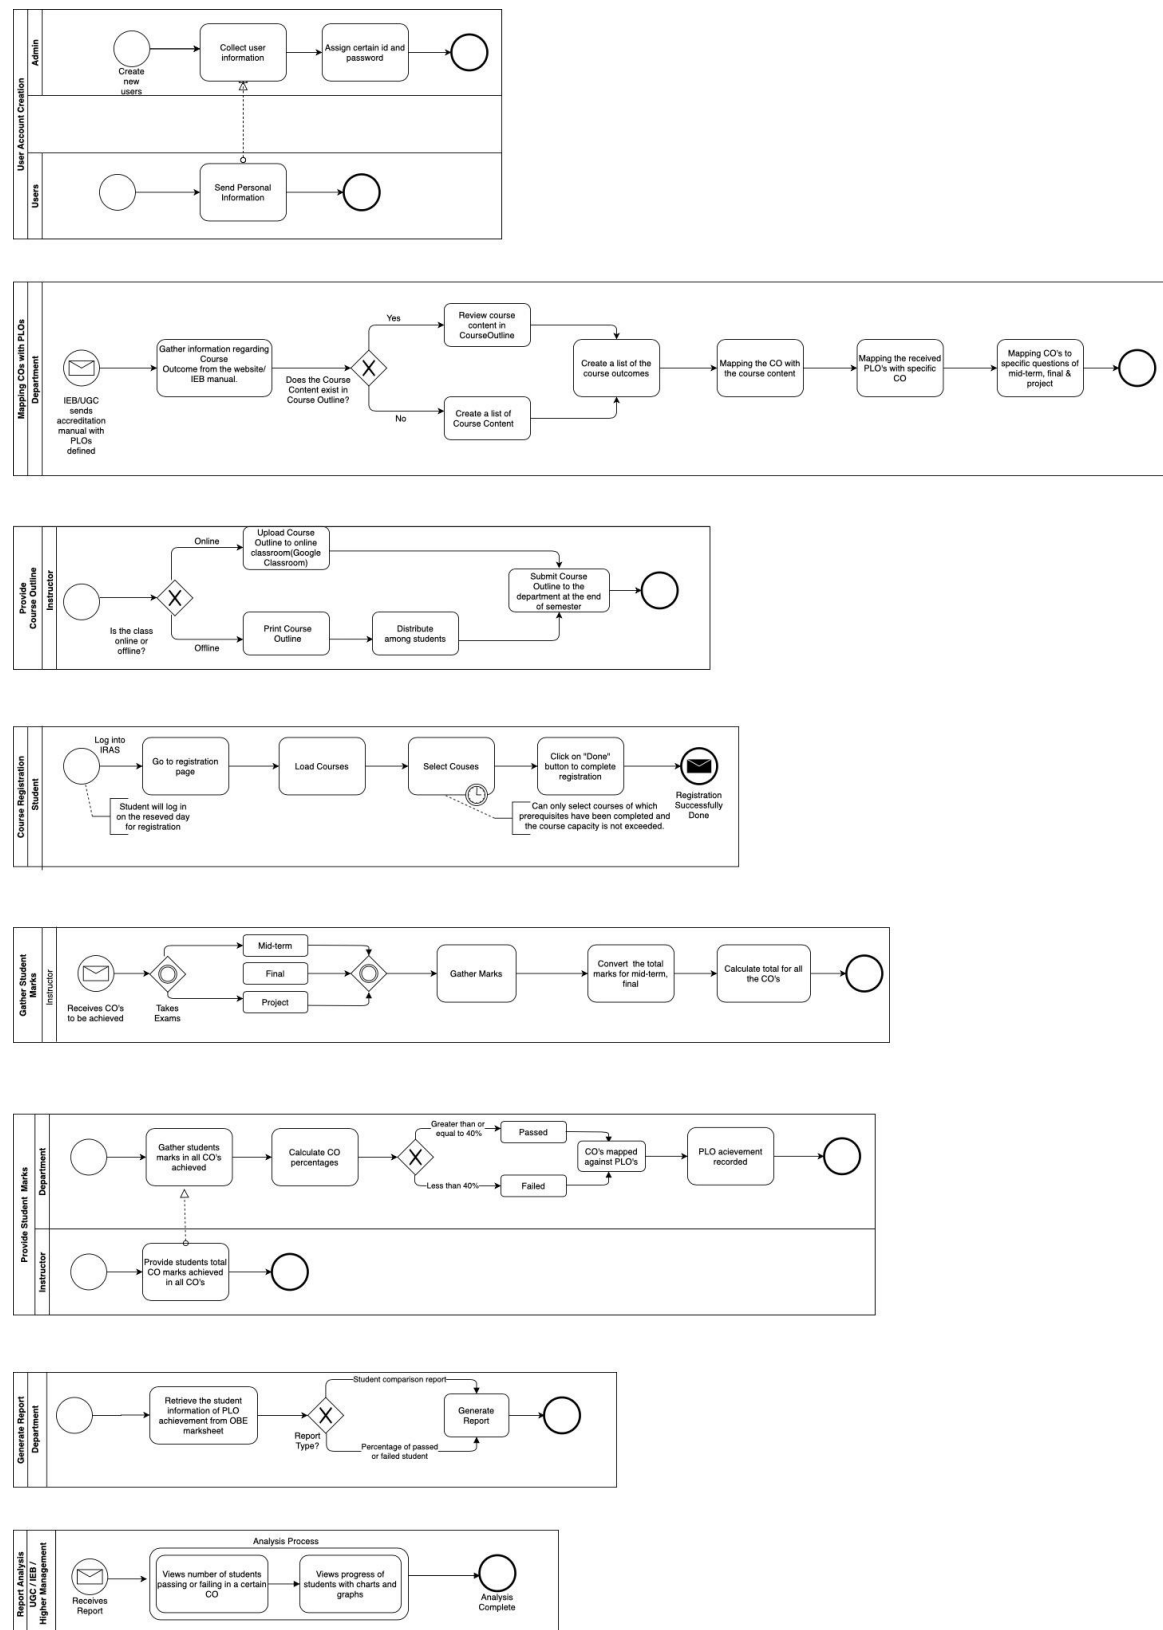 User Account Creation
Admin
Create
new
users
Collect user
information
Assign certain id and
password
Users
Send Personal
Information
Mapping COs with PLOs
Department
IEB/UGC
sends
accreditation
manual with
PLOs
defined
Gather information regarding
Course
Outcome from the website/
IEB manual.
Does the Course
Content exist in
Course Outline?
Yes
No
Review course
content in
CourseOutline
Create a list of
Course Content
Create a list of the
course outcomes
Mapping the CO with
the course content
Mapping the received
PLO's with specific
CO
Mapping CO's to
specific questions of
mid-term, final &
project
Provide
Course Outline
Instructor
Is the class
online or
offline?
Online
Offline
Upload Course
Outline to online
classroom(Google
Classroom)
Print Course
Outline
Distribute
among students
Submit Course
Outline to the
department at the end
of semester
Course Registration
Student
Log into
IRAS
Student will log in
on the reseved day
for registration
Go to registration
page
Load Courses
Select Couses
Can only select courses of which
prerequisites have been completed and
the course capacity is not exceeded.
Click on "Done"
button to complete
registration
Registration
Successfully
Done
Gather Student
Marks
Instructor
Receives CO's
to be achieved
Takes
Exams
Mid-term
Final
Project
Gather Marks
Convert the total
marks for mid-term,
final
Calculate total for all
the CO's
Provide Student Marks
Department
Gather students
marks in all CO's
achieved
Calculate CO
percentages
Greater than or
equal to 40%
Less than 40%
Passed
Failed
CO's mapped
against PLO's
PLO acievement
recorded
Instructor
Provide students total
CO marks achieved
in all CO's
Generate Report
Department
Retrieve the student
information of PLO
achievement from OBE
marksheet
Report
Type?
Student comparison report
Percentage of passed
or failed student
Generate
Report
Report Analysis
UGC / IEB /
Higher Management
Receives
Report
Analysis Process
Views number of students
passing or failing in a certain
CO
Views progress of
students with charts and
graphs
Analysis
Complete